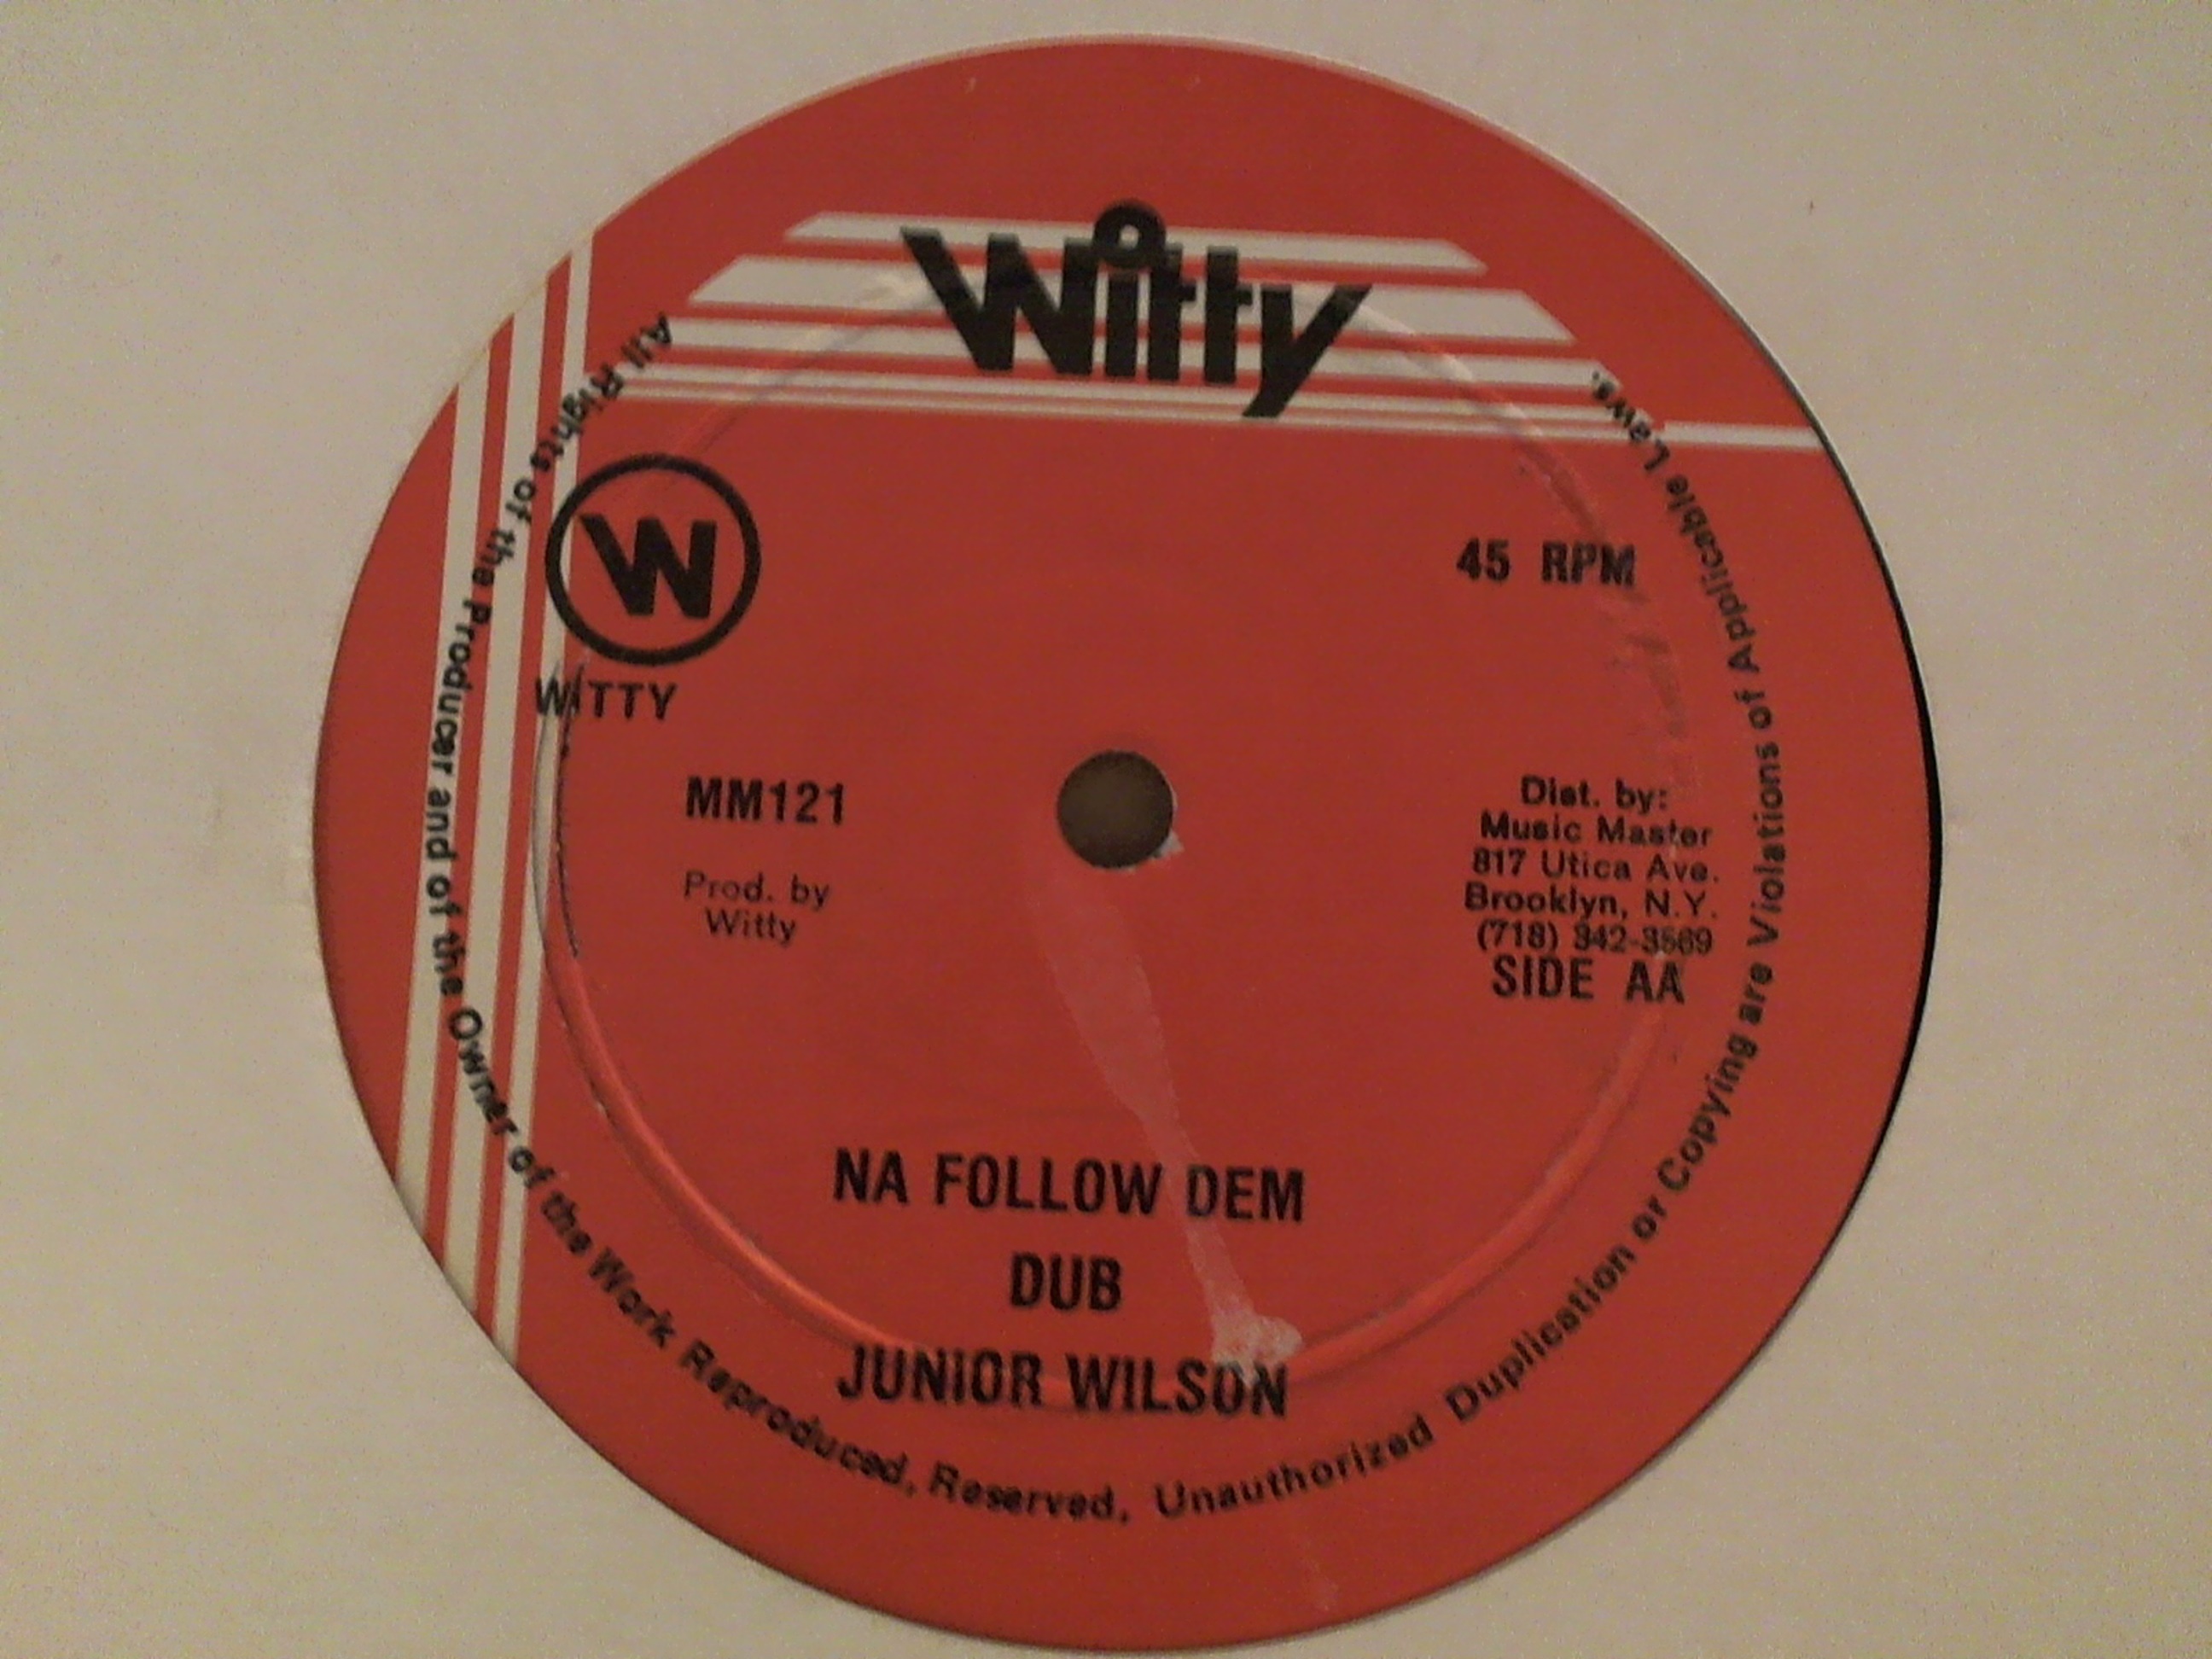 Witty
W
WITTY
45 RPM
MM121
Prod. by
Witty
Dist. by:
Music Master
817 Utica Ave.
Brooklyn, N.Y.
(718) 342-3569
SIDE AA
NA FOLLOW DEM
DUB
JUNIOR WILSON
All Rights of the Producer and of the Owner of the Work Reproduced, Reserved, Unauthorized Duplication or Copying are Violations of Applicable Laws.